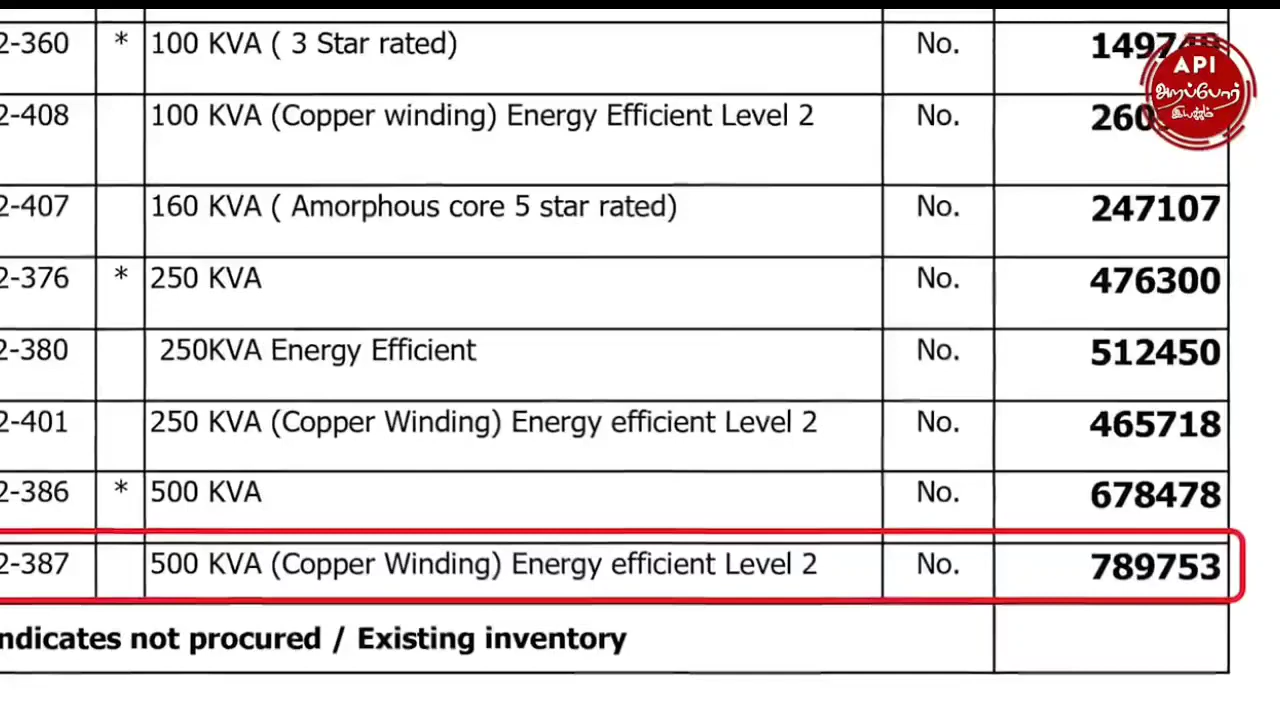 2-360 * 100 KVA ( 3 Star rated) No.
2-408 100 KVA (Copper winding) Energy Efficient Level 2 No.
2-407 160 KVA ( Amorphous core 5 star rated) No. 247107
2-376 * 250 KVA No. 476300
2-380 250KVA Energy Efficient No. 512450
2-401 250 KVA (Copper Winding) Energy efficient Level 2 No. 465718
2-386 * 500 KVA No. 678478
2-387 500 KVA (Copper Winding) Energy efficient Level 2 No. 789753
ndicates not procured / Existing inventory
API
அறப்போர்
இயக்கம்